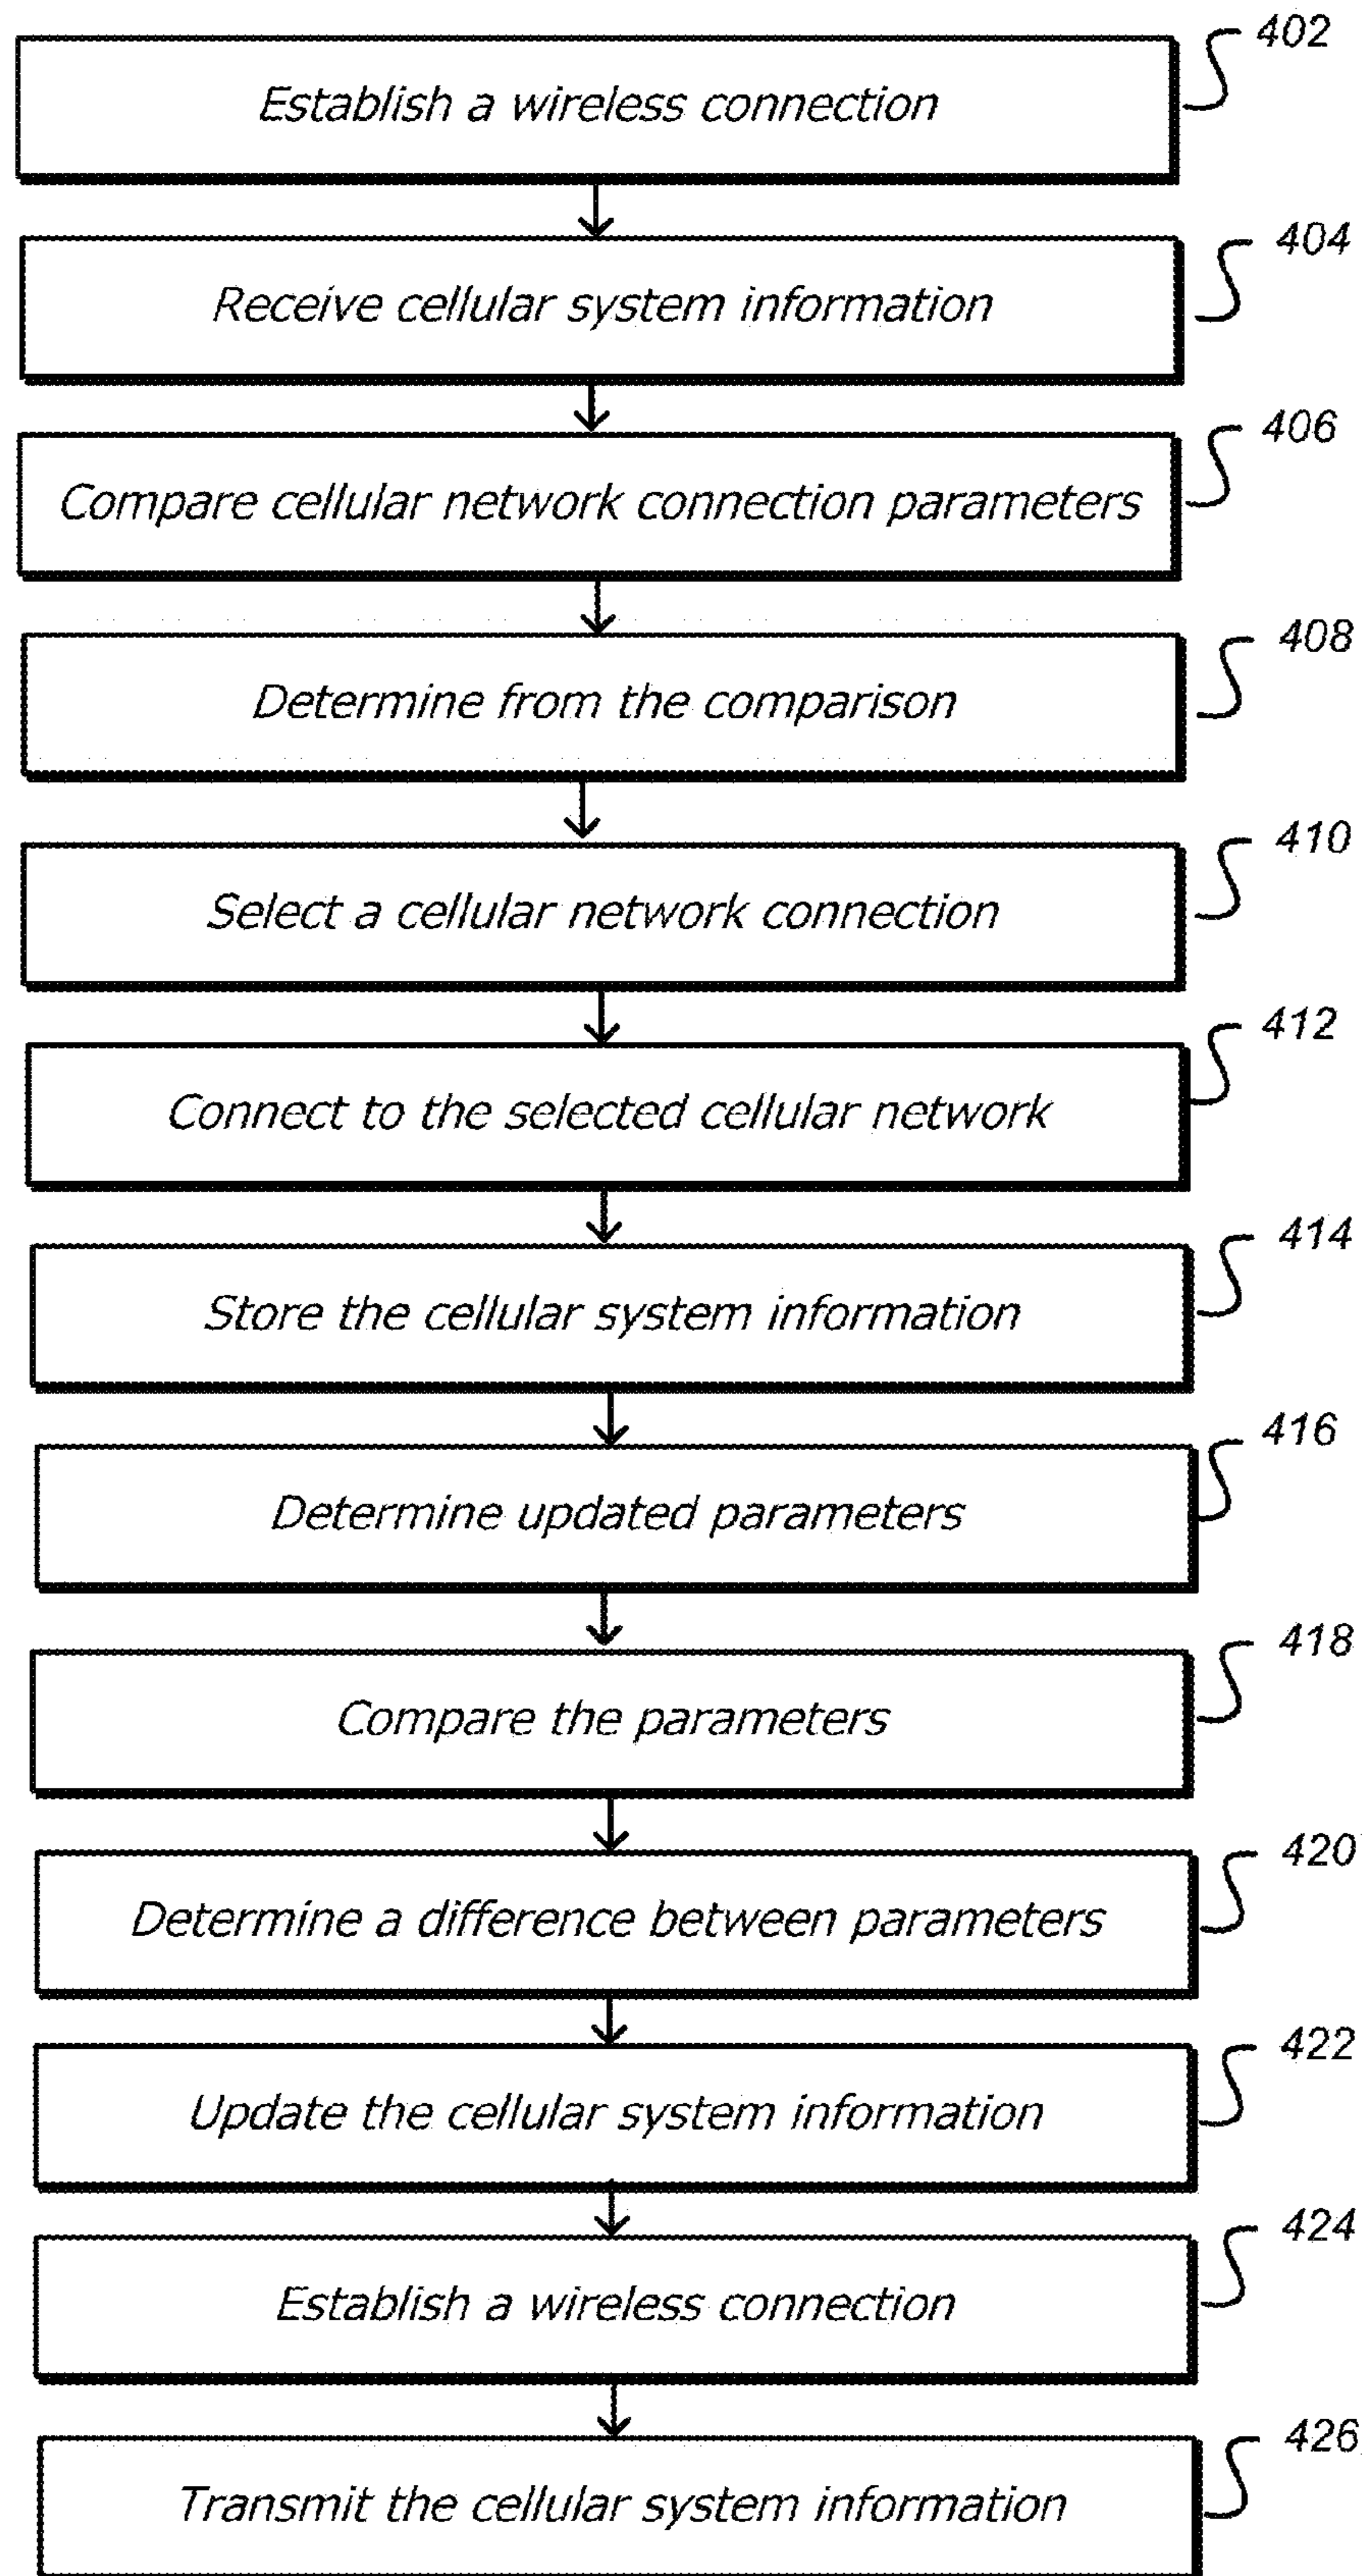 402
Establish a wireless connection
404
Receive cellular system information
406
Compare cellular network connection parameters
408
Determine from the comparison
410
Select a cellular network connection
412
Connect to the selected cellular network
414
Store the cellular system information
416
Determine updated parameters
418
Compare the parameters
420
Determine a difference between parameters
422
Update the cellular system information
424
Establish a wireless connection
426
Transmit the cellular system information